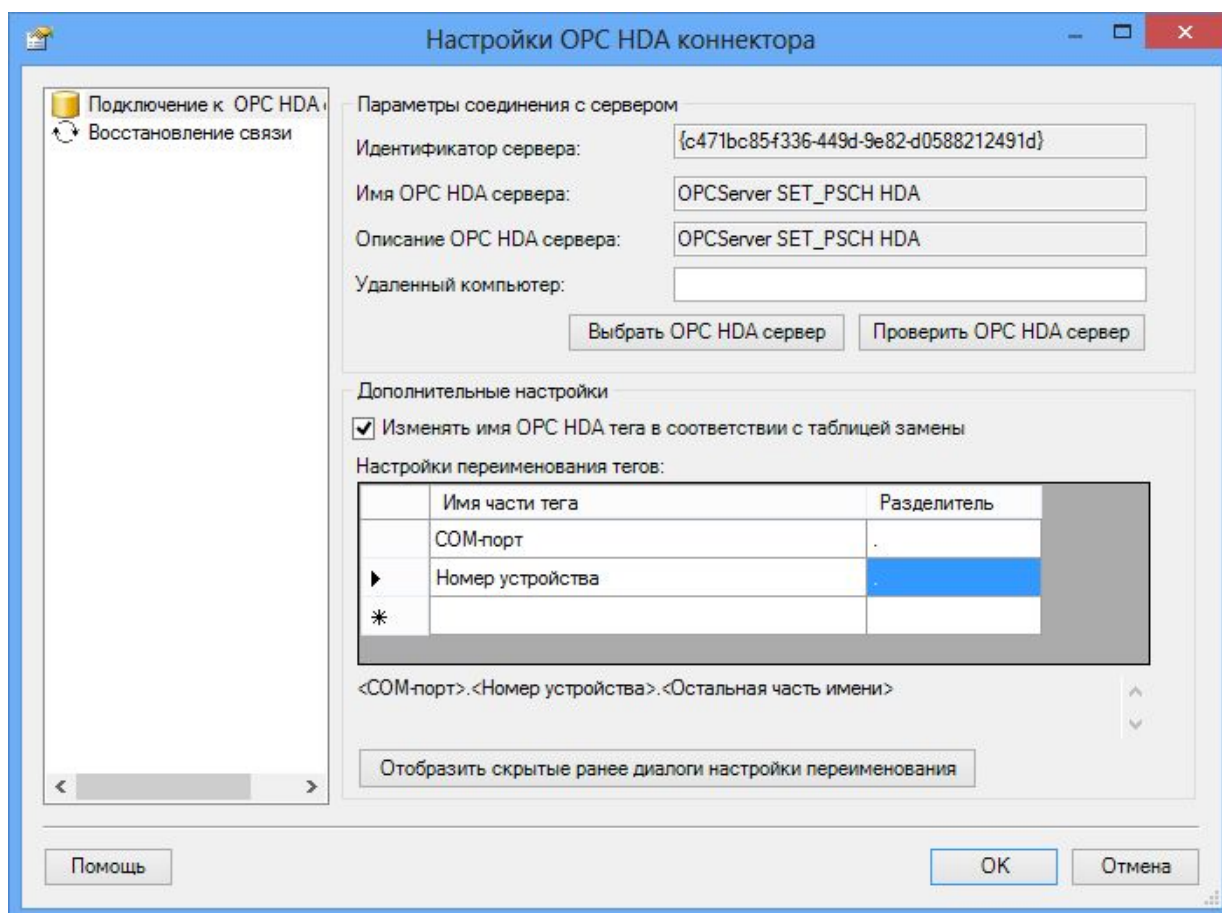 Настройки OPC HDA коннектора
Подключение к OPC HDA
Восстановление связи
Параметры соединения с сервером
Идентификатор сервера:
{c471bc85-f336-449d-9e82-d0588212491d}
Имя OPC HDA сервера:
OPCServer SET_PSCH HDA
Описание OPC HDA сервера:
OPCServer SET_PSCH HDA
Удаленный компьютер:
Выбрать OPC HDA сервер
Проверить OPC HDA сервер
Дополнительные настройки
Изменять имя OPC HDA тега в соответствии с таблицей замены
Настройки переименования тегов:
Имя части тега Разделитель
COM-порт .
Номер устройства .
<COM-порт>.<Номер устройства>.<Остальная часть имени>
Отобразить скрытые ранее диалоги настройки переименования
Помощь
OK
Отмена